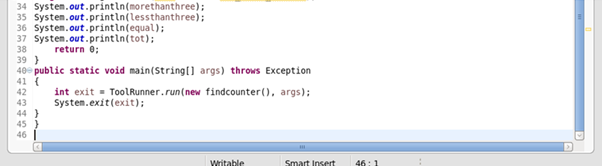 34 System.out.println(morethanthree);
35 System.out.println(lessthanthree);
36 System.out.println(equal);
37 System.out.println(tot);
38 return 0;
39 }
40 public static void main(String[] args) throws Exception
41 {
42 int exit = ToolRunner.run(new findcounter(), args);
43 System.exit(exit);
44 }
45 }
46
Writable Smart Insert 46 : 1